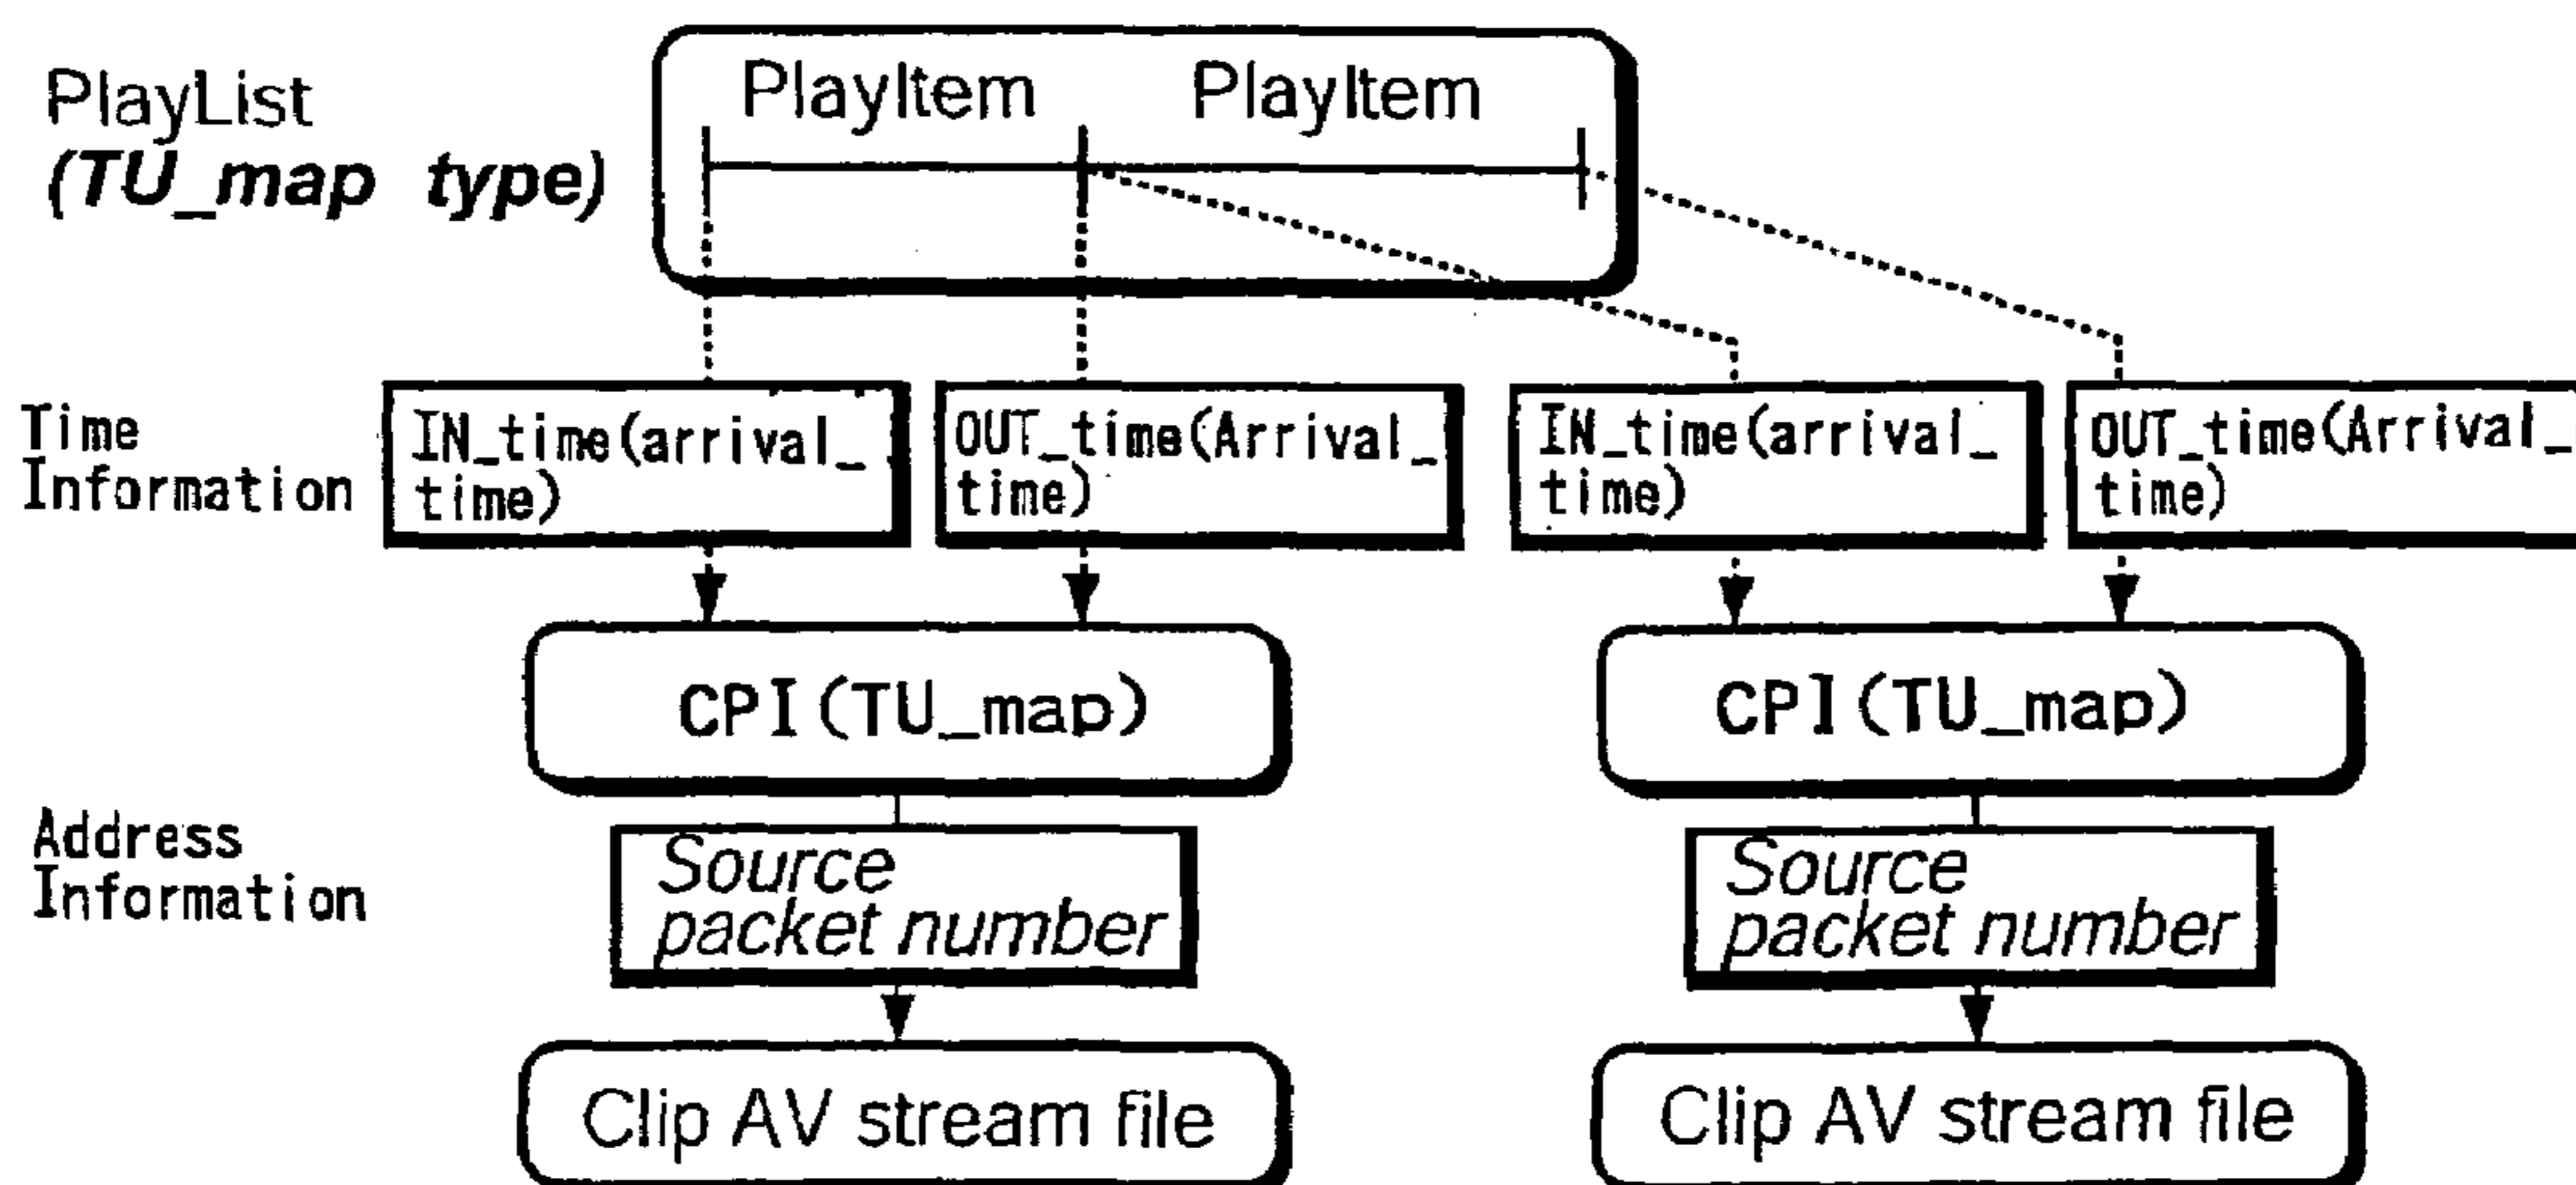 PlayList
(TU_map type)
PlayItem PlayItem
Time
Information
IN_time(arrival_
time)
OUT_time(Arrival_
time)
IN_time(arrival_
time)
OUT_time(Arrival_
time)
CPI(TU_map)
CPI(TU_map)
Address
Information
Source
packet number
Source
packet number
Clip AV stream file
Clip AV stream file